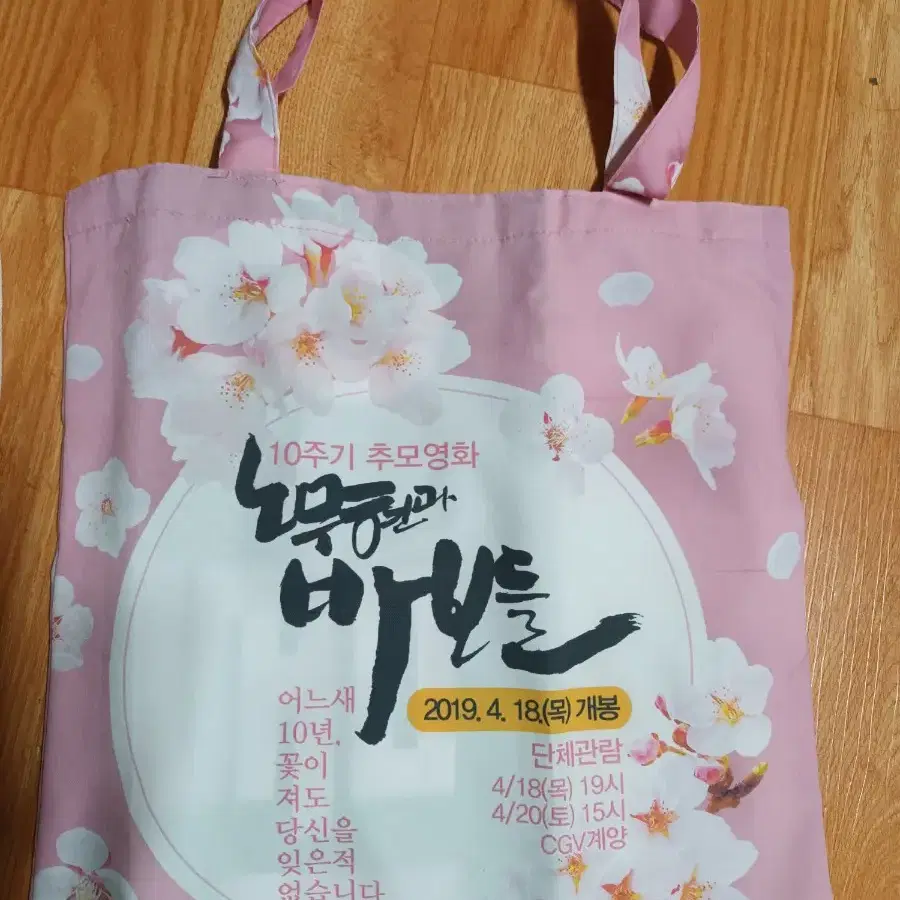 10주기 추모영화
노무현과
바보들
2019. 4. 18.(목) 개봉
어느새
10년,
꽃이
져도
당신을
잊은적
없습니다
단체관람
4/18(목) 19시
4/20(토) 15시
CGV계양